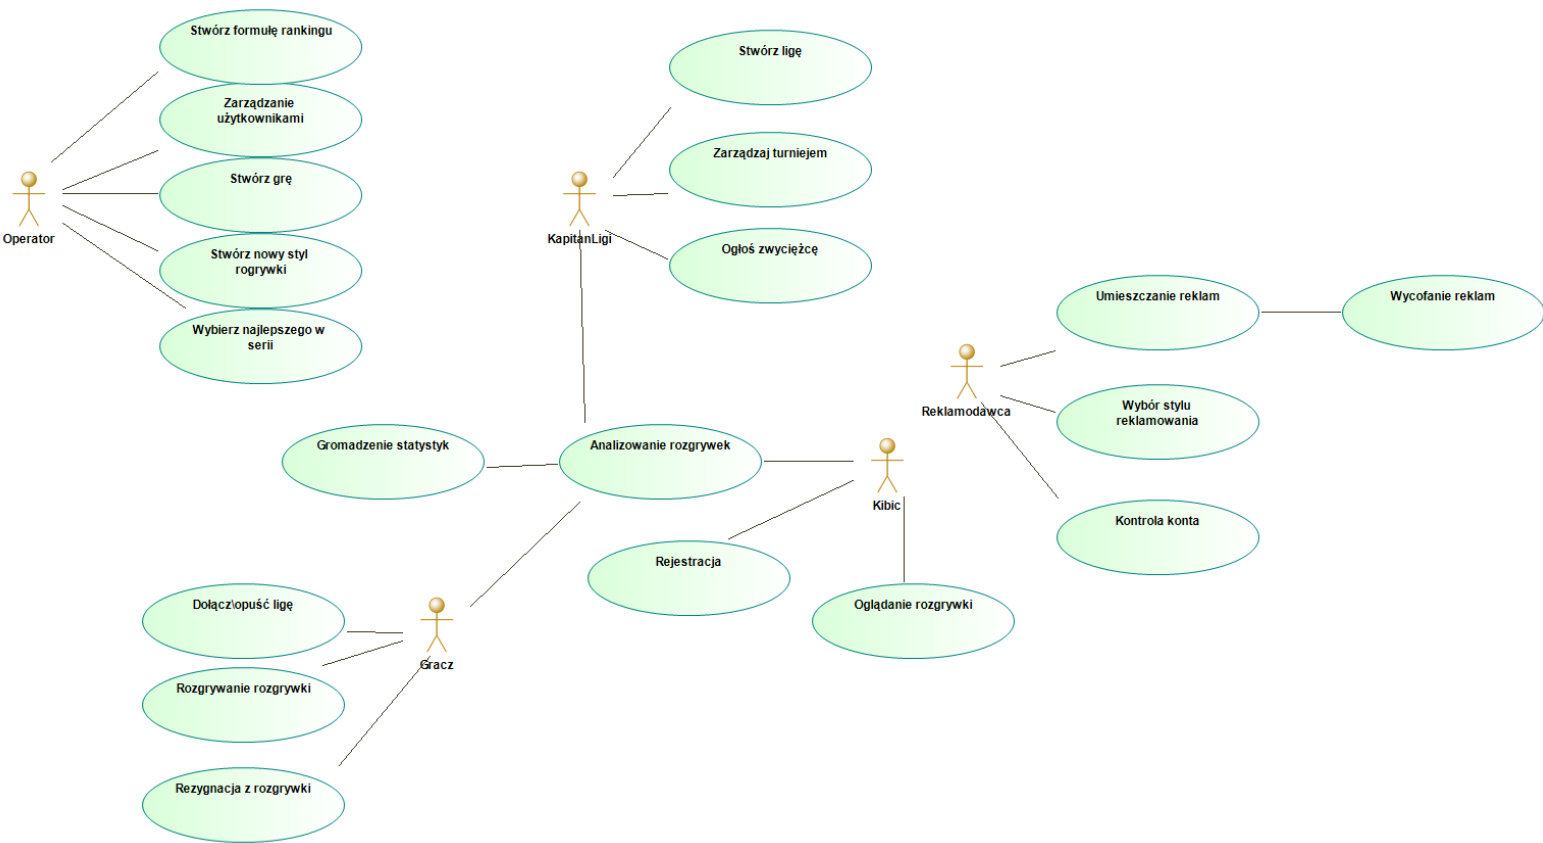 Stwórz formułę rankingu
Zarządzanie
użytkownikami
Stwórz grę
Stwórz nowy styl
rogrywki
Wybierz najlepszego w
serii
Operator
Stwórz ligę
Zarządzaj turniejem
Ogłoś zwyciężcę
KapitanLigi
Umieszczanie reklam
Wycofanie reklam
Wybór stylu
reklamowania
Kontrola konta
Reklamodawca
Gromadzenie statystyk
Analizowanie rozgrywek
Kibic
Rejestracja
Oglądanie rozgrywki
Dołącz\opuść ligę
Rozgrywanie rozgrywki
Rezygnacja z rozgrywki
Gracz